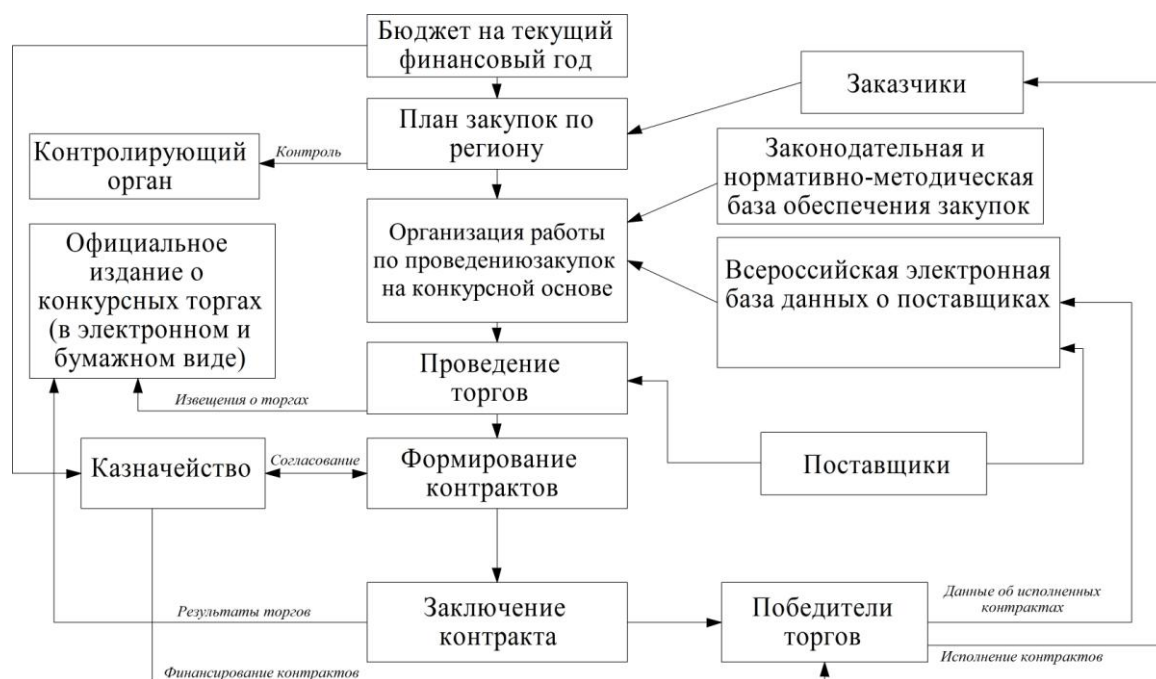 Бюджет на текущий
финансовый год
Заказчики
План закупок по
региону
Контролирующий
орган
Контроль
Законодательная и
нормативно-методическая
база обеспечения закупок
Официальное
издание о
конкурсных торгах
(в электронном и
бумажном виде)
Организация работы
по проведениюзакупок
на конкурсной основе
Всероссийская электронная
база данных о поставщиках
Проведение
торгов
Извещения о торгах
Казначейство
Согласование
Формирование
контрактов
Поставщики
Результаты торгов
Заключение
контракта
Победители
торгов
Данные об исполненных
контрактах
Исполнение контрактов
Финансирование контрактов